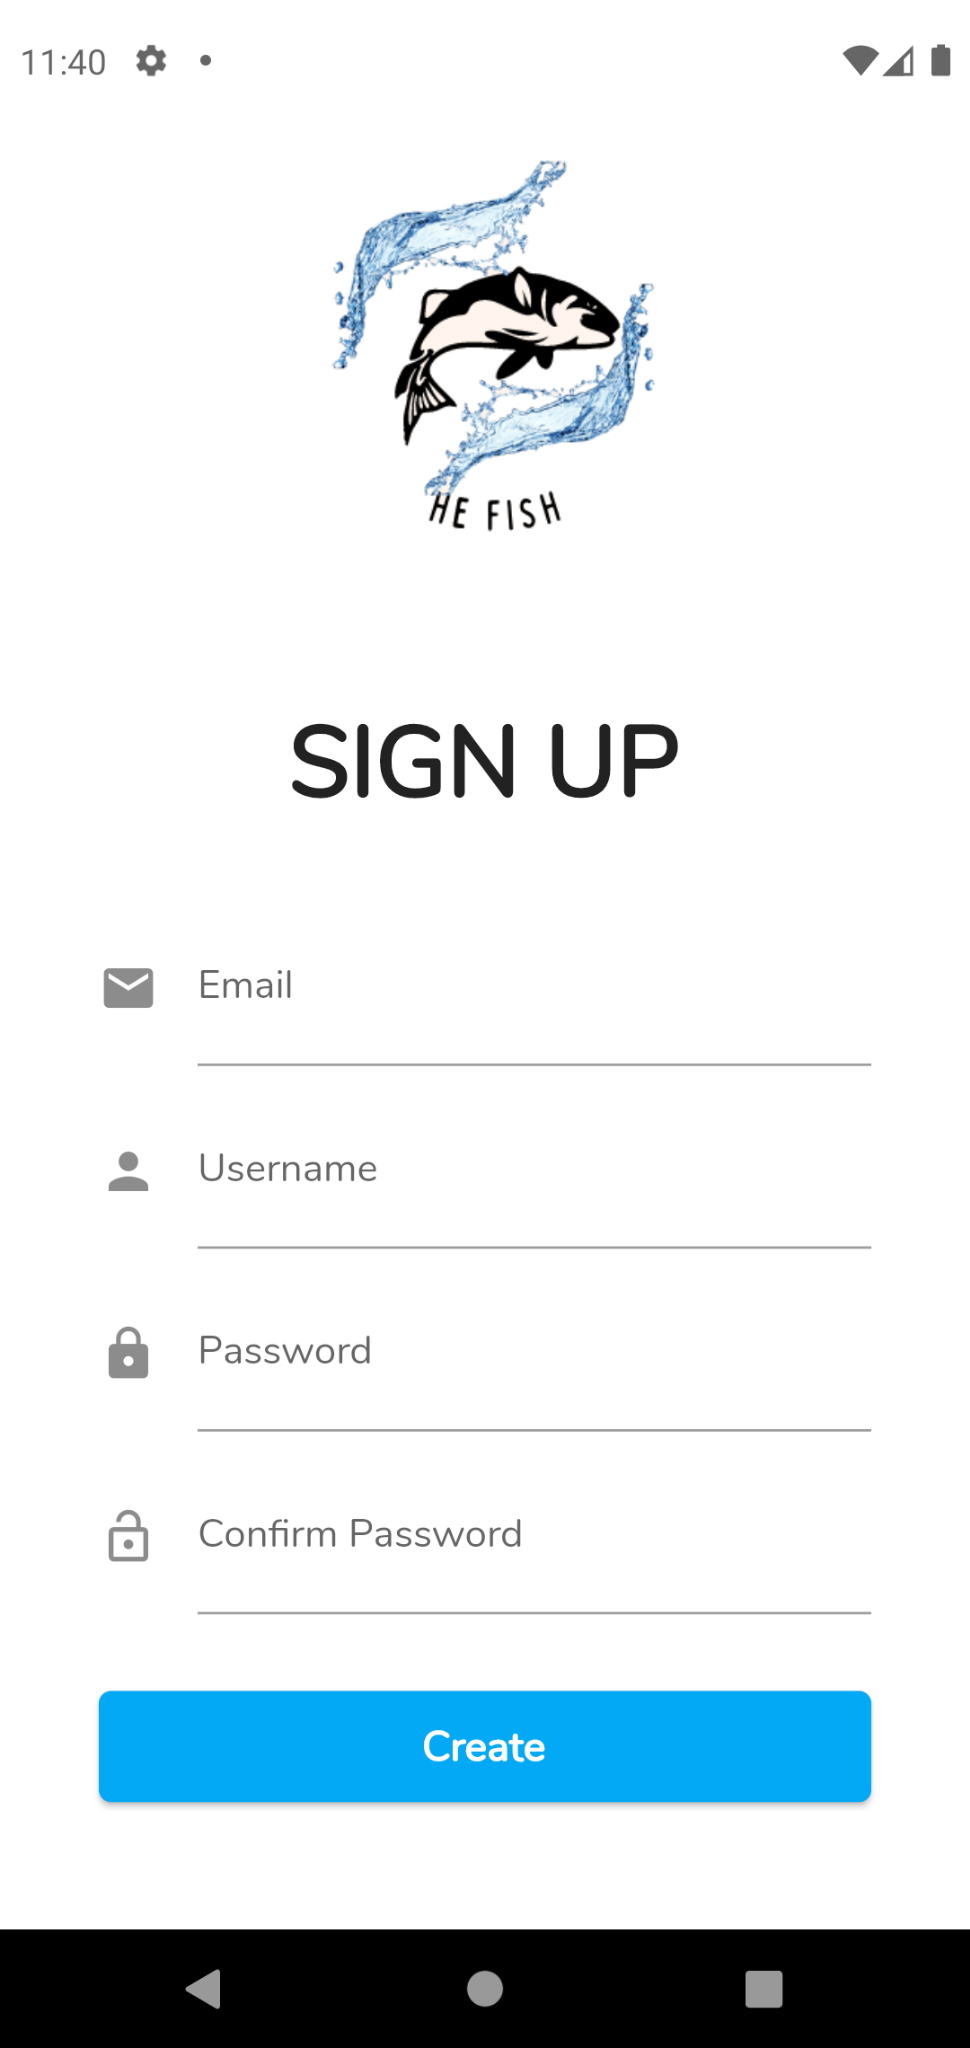 11:40
HE FISH
SIGN UP
Email
Username
Password
Confirm Password
Create